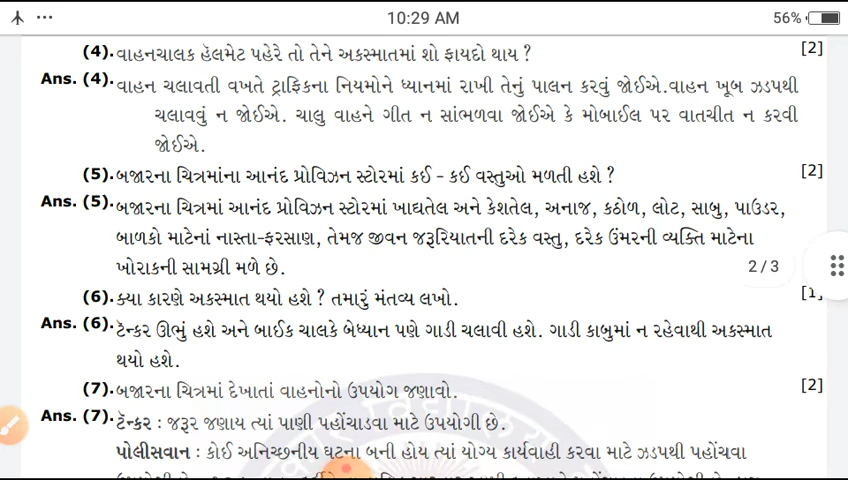 10:29 AM
56%
(4). વાહનચાલક હૅલમેટ પહેરે તો તેને અકસ્માતમાં શો ફાયદો થાય ? [2]
Ans. (4). વાહન ચલાવતી વખતે ટ્રાફિકના નિયમોને ધ્યાનમાં રાખી તેનું પાલન કરવું જોઈએ.વાહન ખૂબ ઝડપથી
ચલાવવું ન જોઈએ. ચાલુ વાહને ગીત ન સાંભળવા જોઈએ કે મોબાઈલ પર વાતચીત ન કરવી
જોઈએ.
(5). બજારના ચિત્રમાંના આનંદ પ્રોવિઝન સ્ટોરમાં કઈ - કઈ વસ્તુઓ મળતી હશે ? [2]
Ans. (5). બજારના ચિત્રમાં આનંદ પ્રોવિઝન સ્ટોરમાં ખાદ્યતેલ અને કેશતેલ, અનાજ, કઠોળ, લોટ, સાબુ, પાઉડર,
બાળકો માટેનાં નાસ્તા-ફરસાણ, તેમજ જીવન જરૂરિયાતની દરેક વસ્તુ, દરેક ઉંમરની વ્યક્તિ માટેના
ખોરાકની સામગ્રી મળે છે.
2 / 3
(6). ક્યા કારણે અકસ્માત થયો હશે ? તમારું મંતવ્ય લખો. [1]
Ans. (6). ટૅન્કર ઊભું હશે અને બાઈક ચાલકે બેધ્યાન પણે ગાડી ચલાવી હશે. ગાડી કાબુમાં ન રહેવાથી અકસ્માત
થયો હશે.
(7). બજારના ચિત્રમાં દેખાતાં વાહનોનો ઉપયોગ જણાવો. [2]
Ans. (7). ટૅન્કર : જરૂર જણાય ત્યાં પાણી પહોંચાડવા માટે ઉપયોગી છે.
પોલીસવાન : કોઈ અનિચ્છનીય ઘટના બની હોય ત્યાં યોગ્ય કાર્યવાહી કરવા માટે ઝડપથી પહોંચવા